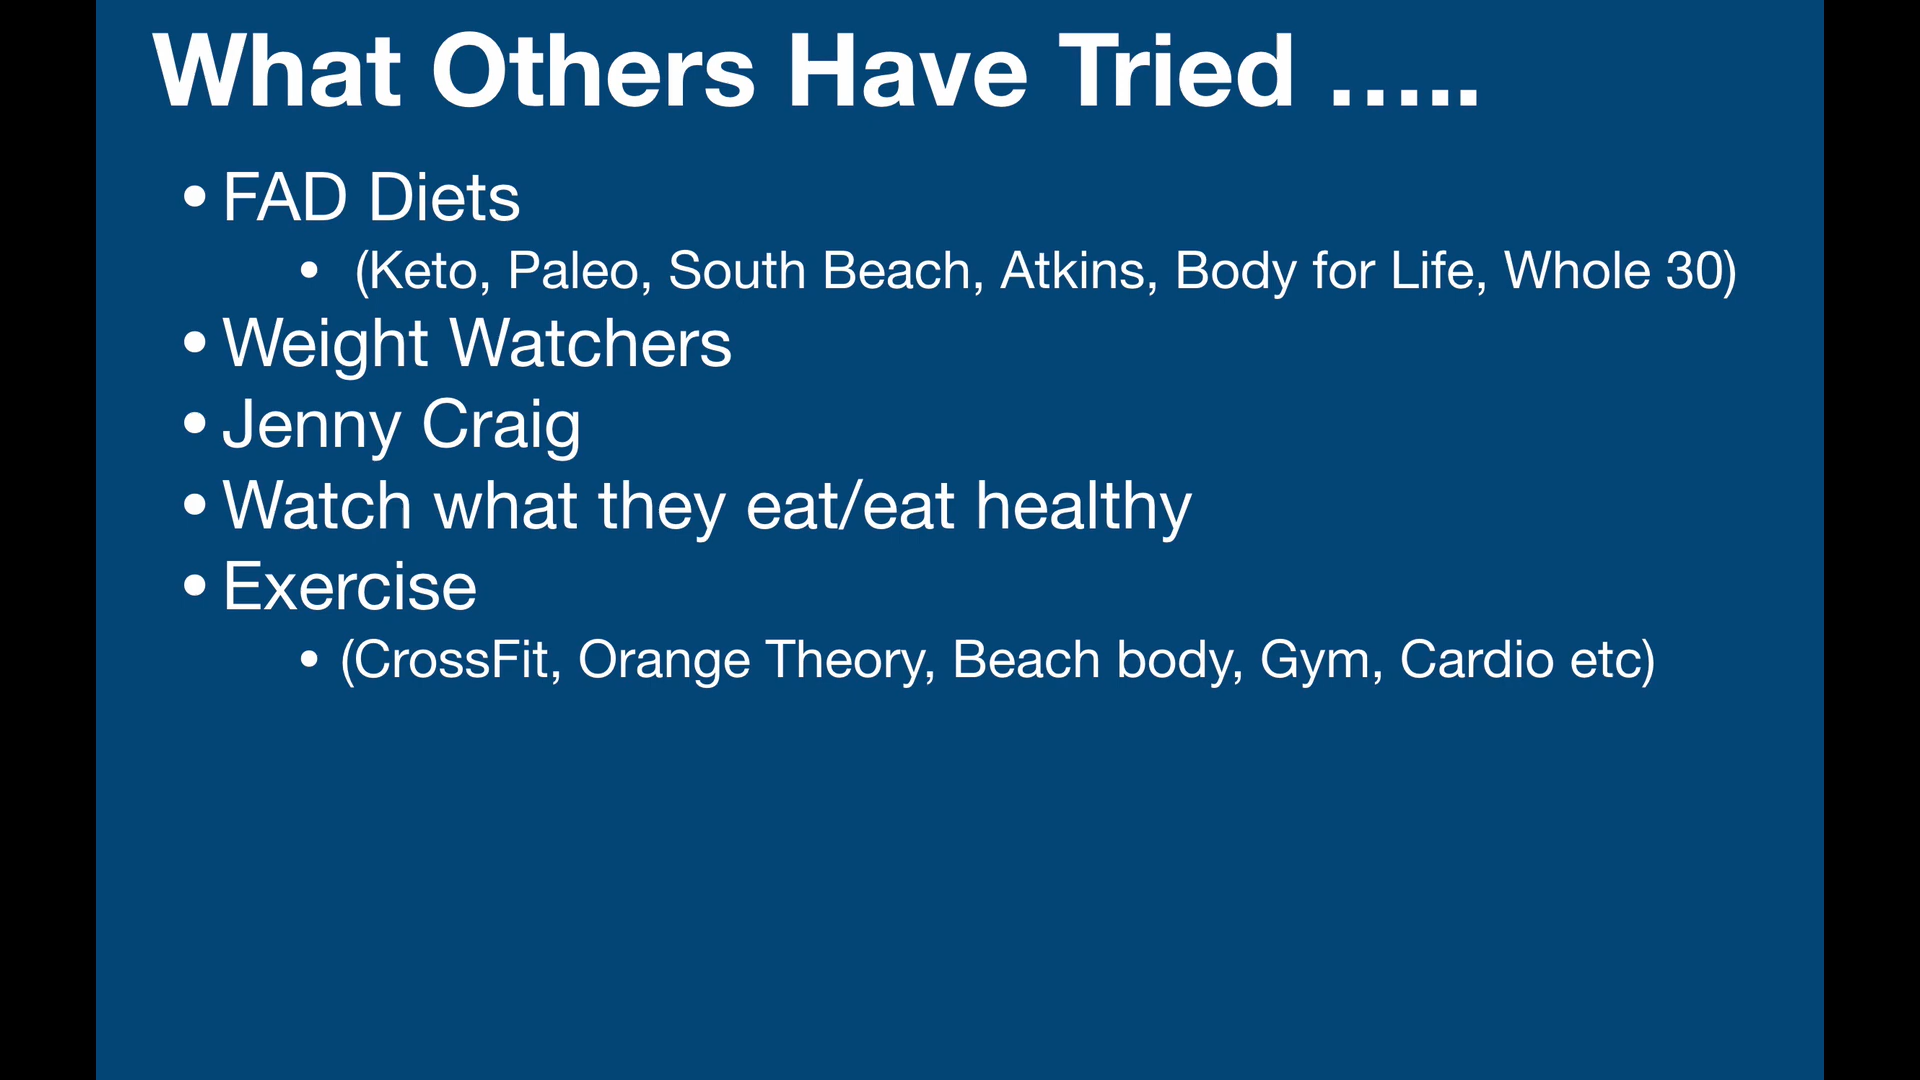 What Others Have Tried .....
• FAD Diets
• (Keto, Paleo, South Beach, Atkins, Body for Life, Whole 30)
• Weight Watchers
• Jenny Craig
• Watch what they eat/eat healthy
• Exercise
• (CrossFit, Orange Theory, Beach body, Gym, Cardio etc)